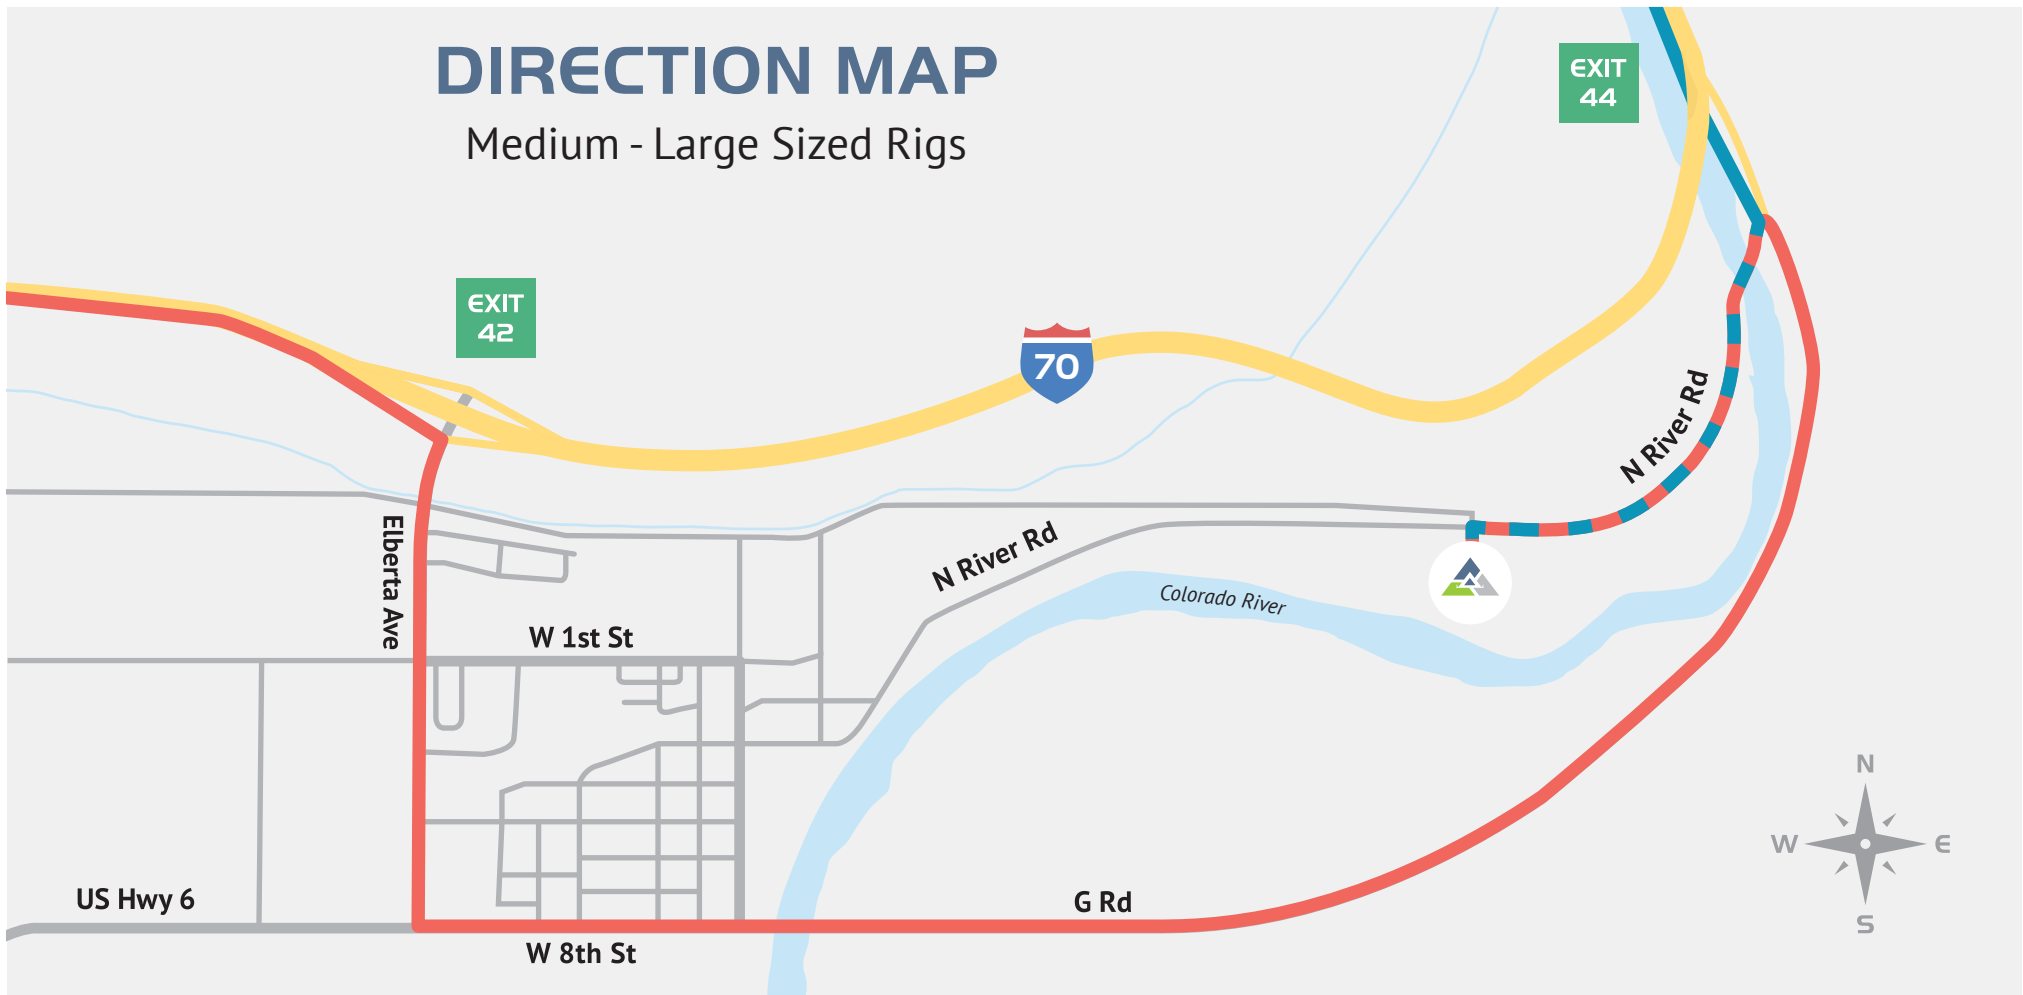 DIRECTION MAP
Medium - Large Sized Rigs
EXIT
44
EXIT
42
70
N River Rd
Elberta Ave
N River Rd
Colorado River
W 1st St
US Hwy 6
G Rd
W 8th St
N
W
E
S